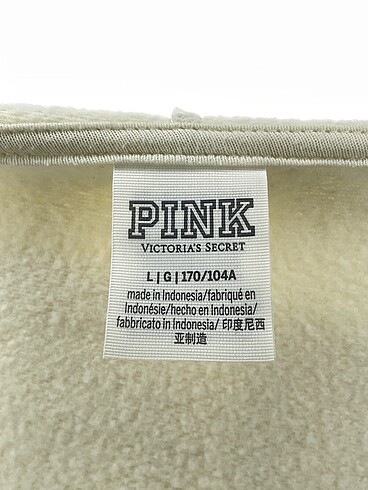 PINK
VICTORIA'S SECRET
L | G | 170/104A
made in Indonesia/fabriqué en
Indonésie/hecho en Indonesia/
fabbricato in Indonesia/ 印度尼西
亚制造